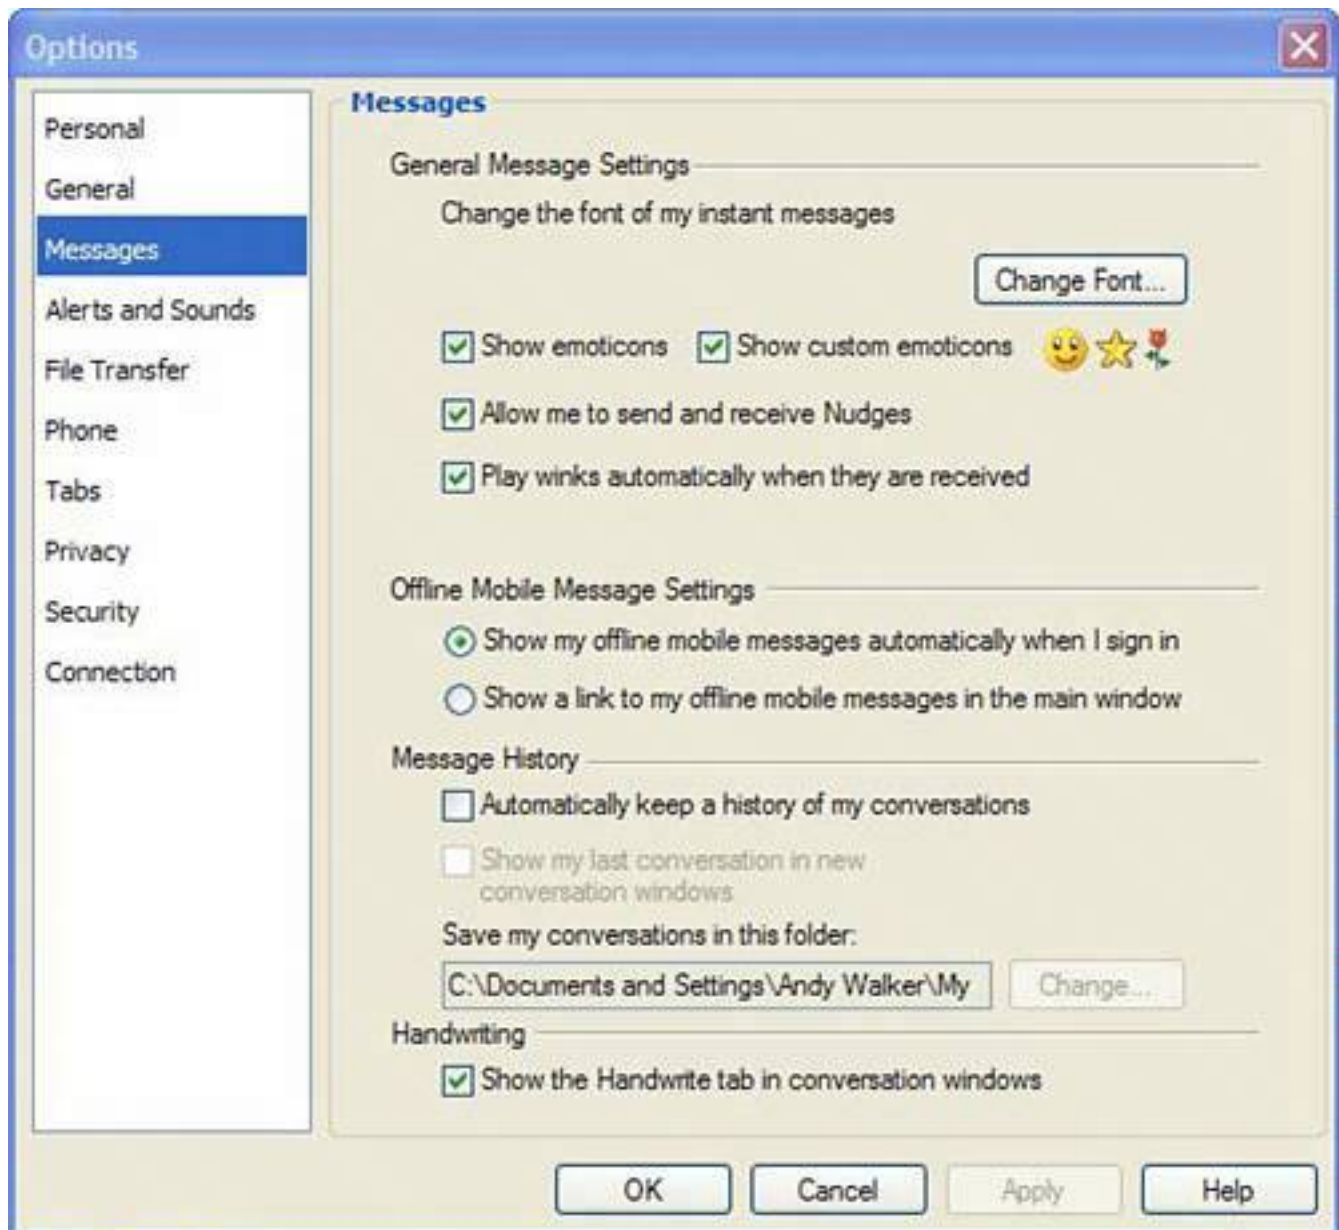 Options
Personal
General
Messages
Alerts and Sounds
File Transfer
Phone
Tabs
Privacy
Security
Connection
Messages
General Message Settings
Change the font of my instant messages
Change Font...
Show emoticons Show custom emoticons
Allow me to send and receive Nudges
Play winks automatically when they are received
Offline Mobile Message Settings
Show my offline mobile messages automatically when I sign in
Show a link to my offline mobile messages in the main window
Message History
Automatically keep a history of my conversations
Show my last conversation in new
conversation windows
Save my conversations in this folder:
C:\Documents and Settings\Andy Walker\My Change...
Handwriting
Show the Handwrite tab in conversation windows
OK Cancel Apply Help